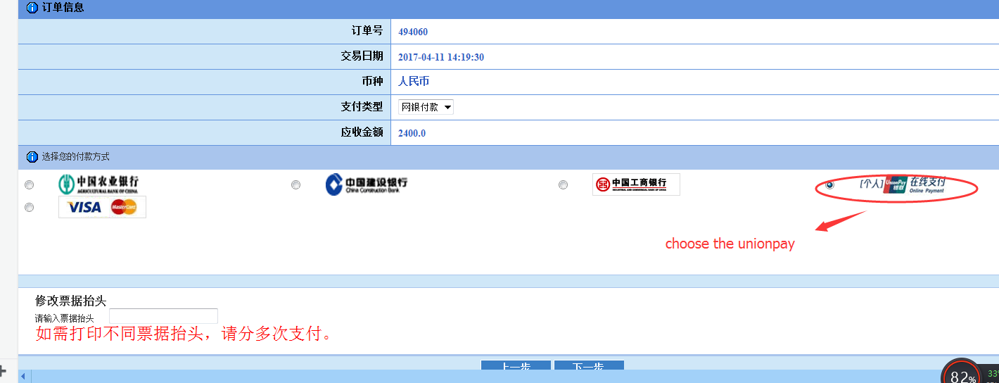 订单信息
订单号 494060
交易日期 2017-04-11 14:19:30
币种 人民币
支付类型 网银付款
应收金额 2400.0
选择您的付款方式
中国农业银行 中国建设银行 中国工商银行 [个人] UnionPay 银联 在线支付
AGRICULTURAL BANK OF CHINA China Construction Bank INDUSTRIAL AND COMMERCIAL BANK OF CHINA Online Payment
VISA MasterCard
choose the unionpay
修改票据抬头
请输入票据抬头
如需打印不同票据抬头，请分多次支付。
上一步 下一步
82%